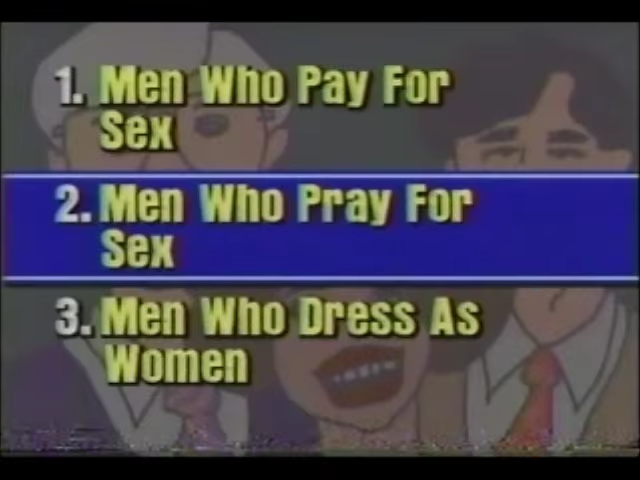 1. Men Who Pay For
Sex
2. Men Who Pray For
Sex
3. Men Who Dress As
Women